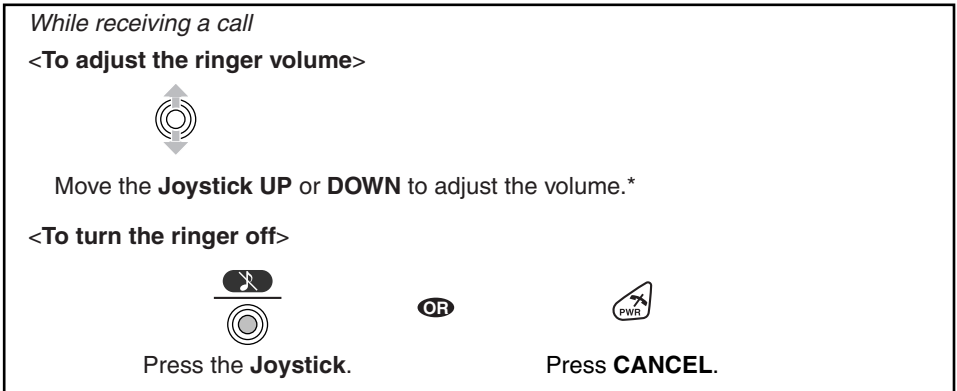 While receiving a call
<To adjust the ringer volume>
Move the Joystick UP or DOWN to adjust the volume.*
<To turn the ringer off>
OR
PWR
Press the Joystick. Press CANCEL.